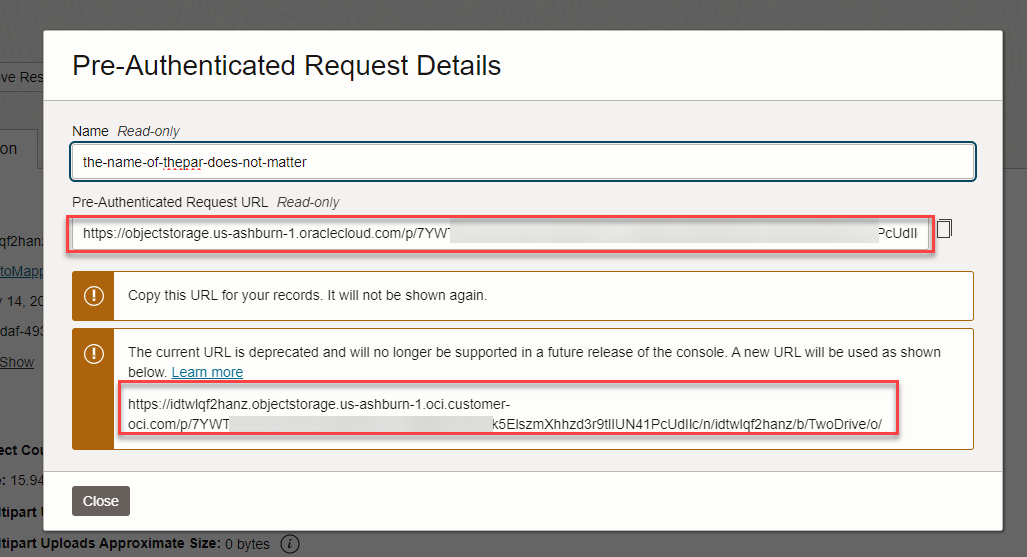 Pre-Authenticated Request Details
ve Res
Name Read-only
on
the-name-of-thepar-does-not-matter
Pre-Authenticated Request URL Read-only
https://objectstorage.us-ashburn-1.oraclecloud.com/p/7YWT PcUdIl
qf2hanz
toMapp
Copy this URL for your records. It will not be shown again.
14, 20
daf-493
The current URL is deprecated and will no longer be supported in a future release of the console. A new URL will be used as shown
Show
below. Learn more
https://idtwlqf2hanz.objectstorage.us-ashburn-1.oci.customer-
oci.com/p/7YWT k5ElszmXhhzd3r9tIlUN41PcUdIlc/n/idtwlqf2hanz/b/TwoDrive/o/
ect Cou
: 15.94
Close
ltipart U
ltipart Uploads Approximate Size: 0 bytes